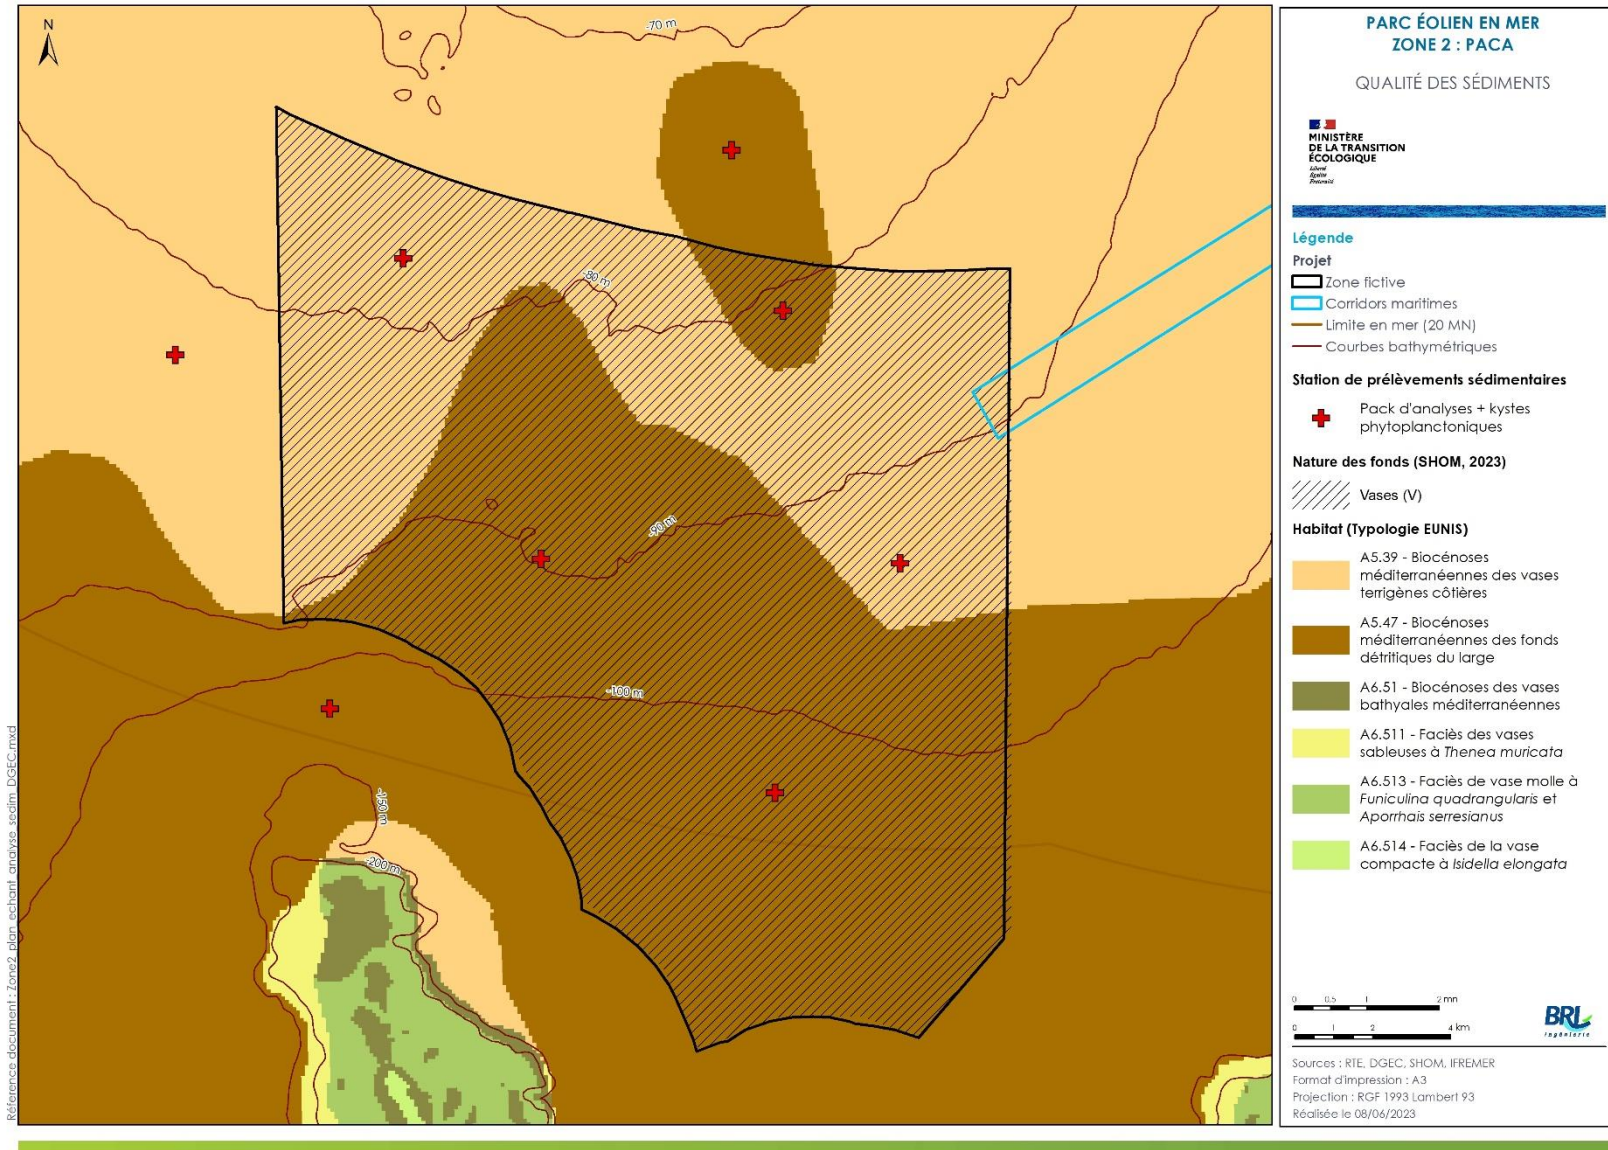 N
-70 m
-80 m
-90 m
-100 m
-150 m
-200 m
Réference document : Zone2_plan_echant_analyse_sedim_DGEC.mxd
PARC ÉOLIEN EN MER
ZONE 2 : PACA
QUALITÉ DES SÉDIMENTS
MINISTÈRE
DE LA TRANSITION
ÉCOLOGIQUE
Liberté
Égalité
Fraternité
Légende
Projet
Zone fictive
Corridors maritimes
Limite en mer (20 MN)
Courbes bathymétriques
Station de prélèvements sédimentaires
Pack d'analyses + kystes
phytoplanctoniques
Nature des fonds (SHOM, 2023)
Vases (V)
Habitat (Typologie EUNIS)
A5.39 - Biocénoses
méditerranéennes des vases
terrigènes côtières
A5.47 - Biocénoses
méditerranéennes des fonds
détritiques du large
A6.51 - Biocénoses des vases
bathyales méditerranéennes
A6.511 - Faciès des vases
sableuses à Thenea muricata
A6.513 - Faciès de vase molle à
Funiculina quadrangularis et
Aporrhais serresianus
A6.514 - Faciès de la vase
compacte à Isidella elongata
0 0,5 1 2 mn
0 1 2 4 km
BRL
Ingénierie
Sources : RTE, DGEC, SHOM, IFREMER
Format d'impression : A3
Projection : RGF 1993 Lambert 93
Réalisée le 08/06/2023